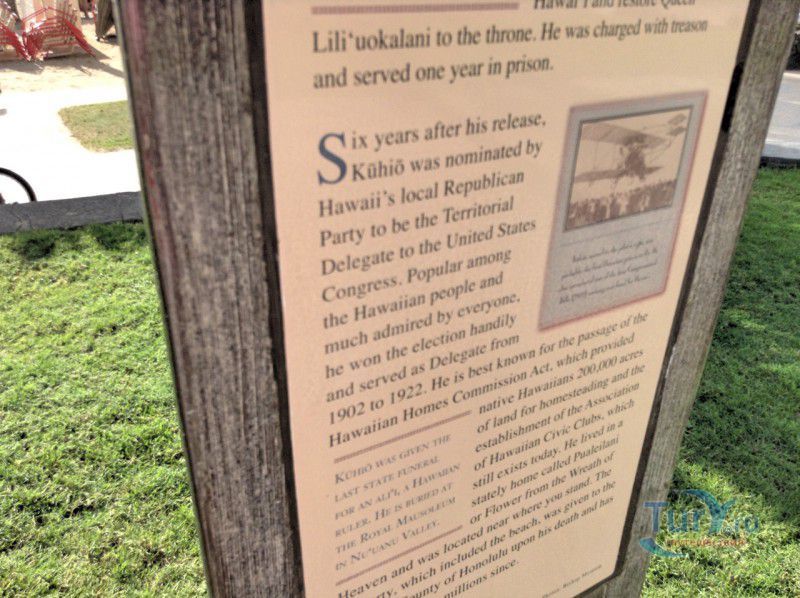 Hawai'i and restore Queen
Lili'uokalani to the throne. He was charged with treason
and served one year in prison.
Six years after his release,
Kūhiō was nominated by
Hawaii's local Republican
Party to be the Territorial
Delegate to the United States
Congress. Popular among
the Hawaiian people and
much admired by everyone,
he won the election handily
and served as Delegate from
1902 to 1922. He is best known for the passage of the
Hawaiian Homes Commission Act, which provided
native Hawaiians 200,000 acres
of land for homesteading and the
establishment of the Association
of Hawaiian Civic Clubs, which
still exists today. He lived in a
stately home called Pualeilani
or Flower from the Wreath of
Heaven and was located near where you stand. The
which included the beach, was given to the
County of Honolulu upon his death and has
millions since.
KŪHIŌ WAS GIVEN THE
LAST STATE FUNERAL
FOR AN ALI'I, A HAWAIIAN
RULER. HE IS BURIED AT
THE ROYAL MAUSOLEUM
IN NU'UANU VALLEY.
Bishop Museum